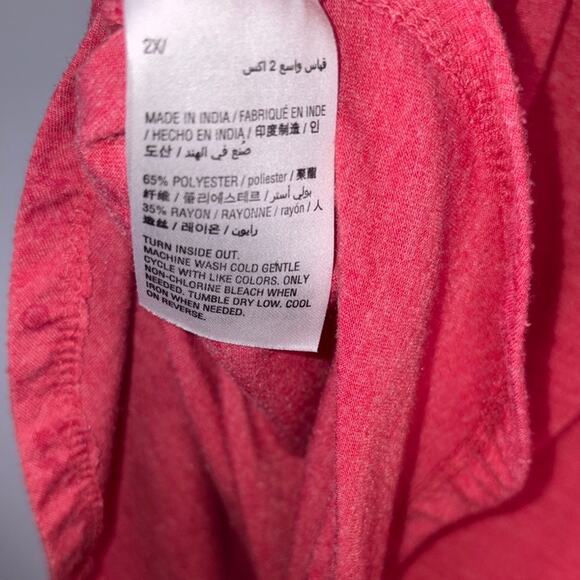 2X/
قياس واسع 2 اكس
MADE IN INDIA / FABRIQUÉ EN INDE
/ HECHO EN INDIA / 印度制造 / 인
도산 / صُنع في الهند
65% POLYESTER / poliester / 聚酯
纤维 / 폴리에스테르 / بولي أستر
35% RAYON / RAYONNE / rayón / 人
造丝 / 레이온 / رايون
TURN INSIDE OUT.
MACHINE WASH COLD GENTLE
CYCLE WITH LIKE COLORS. ONLY
NON-CHLORINE BLEACH WHEN
NEEDED. TUMBLE DRY LOW. COOL
IRON WHEN NEEDED.
ON REVERSE.